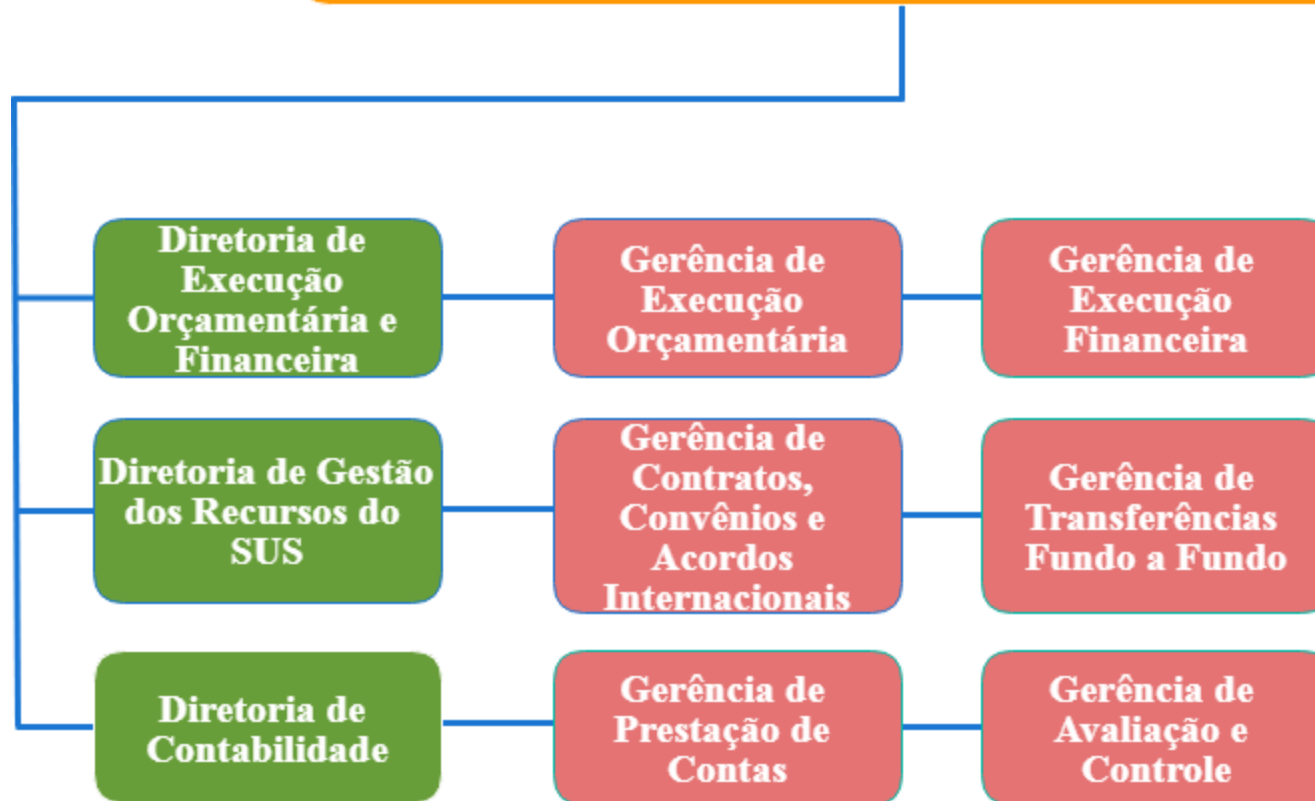 Diretoria de
Execução
Orçamentária e
Financeira
Gerência de
Execução
Orçamentária
Gerência de
Execução
Financeira
Diretoria de Gestão
dos Recursos do
SUS
Gerência de
Contratos,
Convênios e
Acordos
Internacionais
Gerência de
Transferências
Fundo a Fundo
Diretoria de
Contabilidade
Gerência de
Prestação de
Contas
Gerência de
Avaliação e
Controle